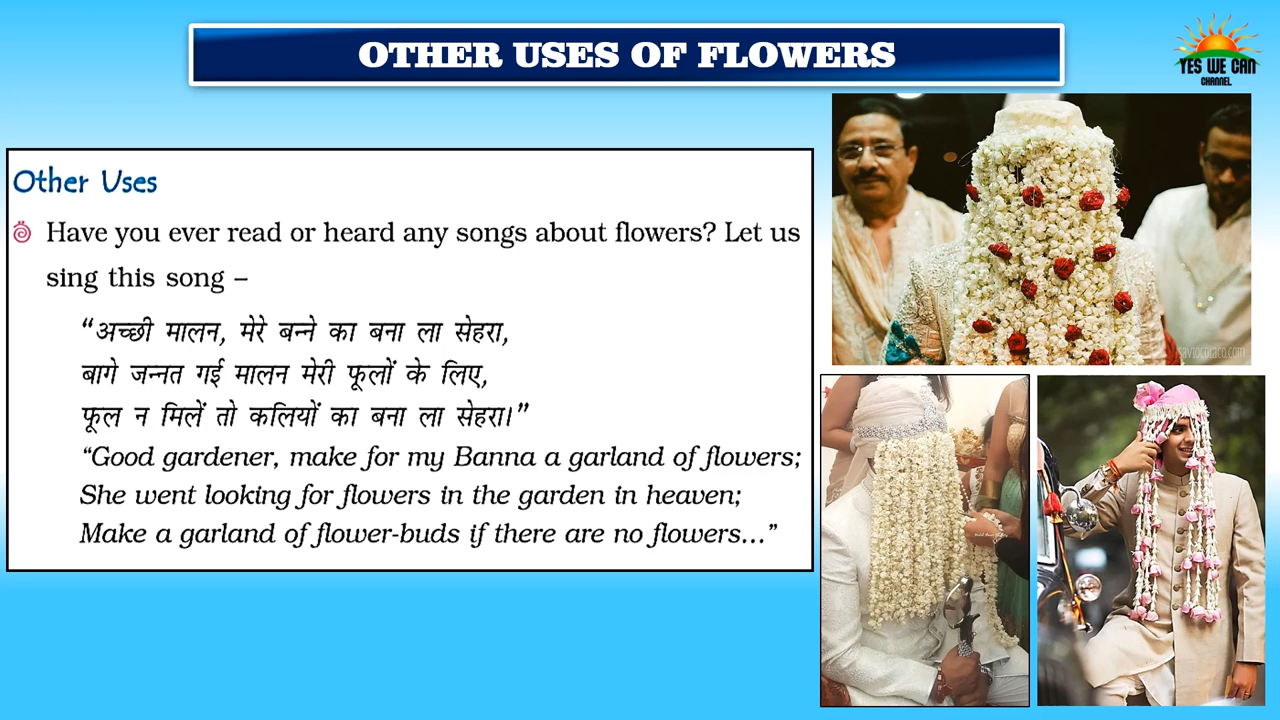 OTHER USES OF FLOWERS
YES WE CAN
CHANNEL
Other Uses
Have you ever read or heard any songs about flowers? Let us
sing this song –
“अच्छी मालन, मेरे बन्ने का बना ला सेहरा,
बागे जन्नत गई मालन मेरी फूलों के लिए,
फूल न मिलें तो कलियों का बना ला सेहरा।”
“Good gardener, make for my Banna a garland of flowers;
She went looking for flowers in the garden in heaven;
Make a garland of flower-buds if there are no flowers...”